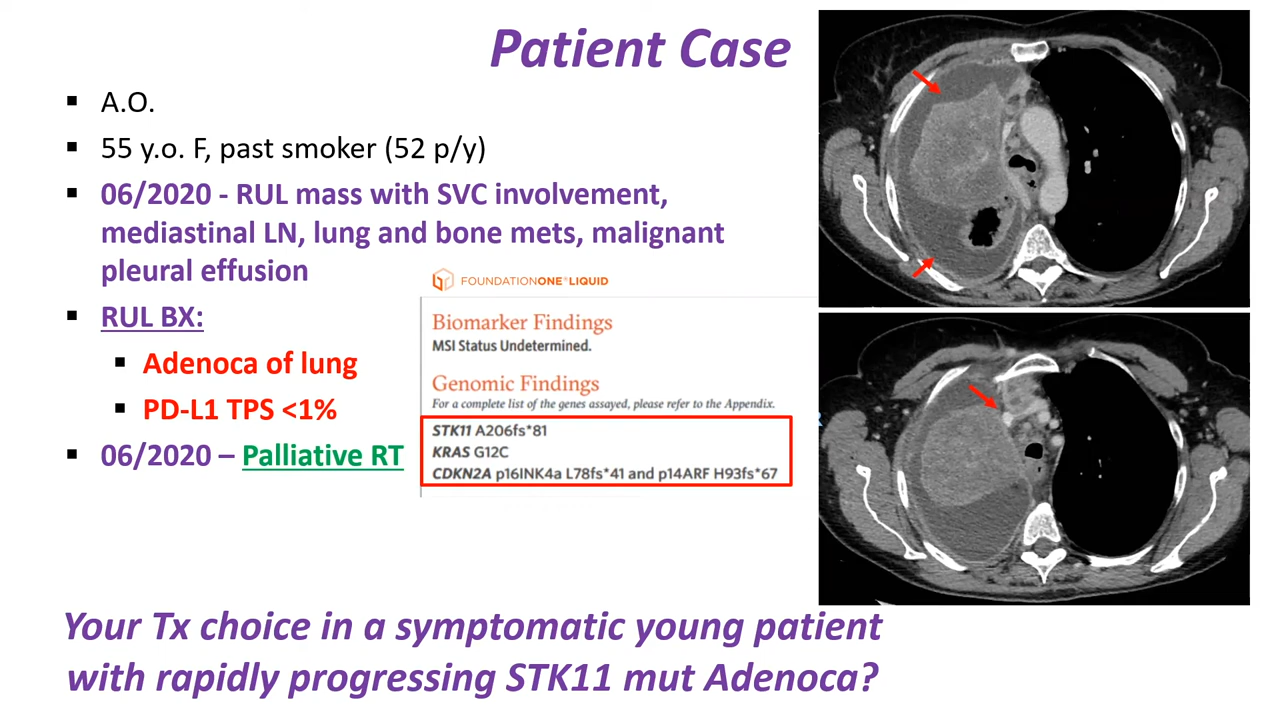 Patient Case
▪ A.O.
▪ 55 y.o. F, past smoker (52 p/y)
▪ 06/2020 - RUL mass with SVC involvement,
mediastinal LN, lung and bone mets, malignant
pleural effusion
▪ RUL BX:
▪ Adenoca of lung
▪ PD-L1 TPS <1%
▪ 06/2020 – Palliative RT
FOUNDATIONONE®LIQUID
Biomarker Findings
MSI Status Undetermined.
Genomic Findings
For a complete list of the genes assayed, please refer to the Appendix.
STK11 A206fs*81
KRAS G12C
CDKN2A p16INK4a L78fs*41 and p14ARF H93fs*67
R
Your Tx choice in a symptomatic young patient
with rapidly progressing STK11 mut Adenoca?